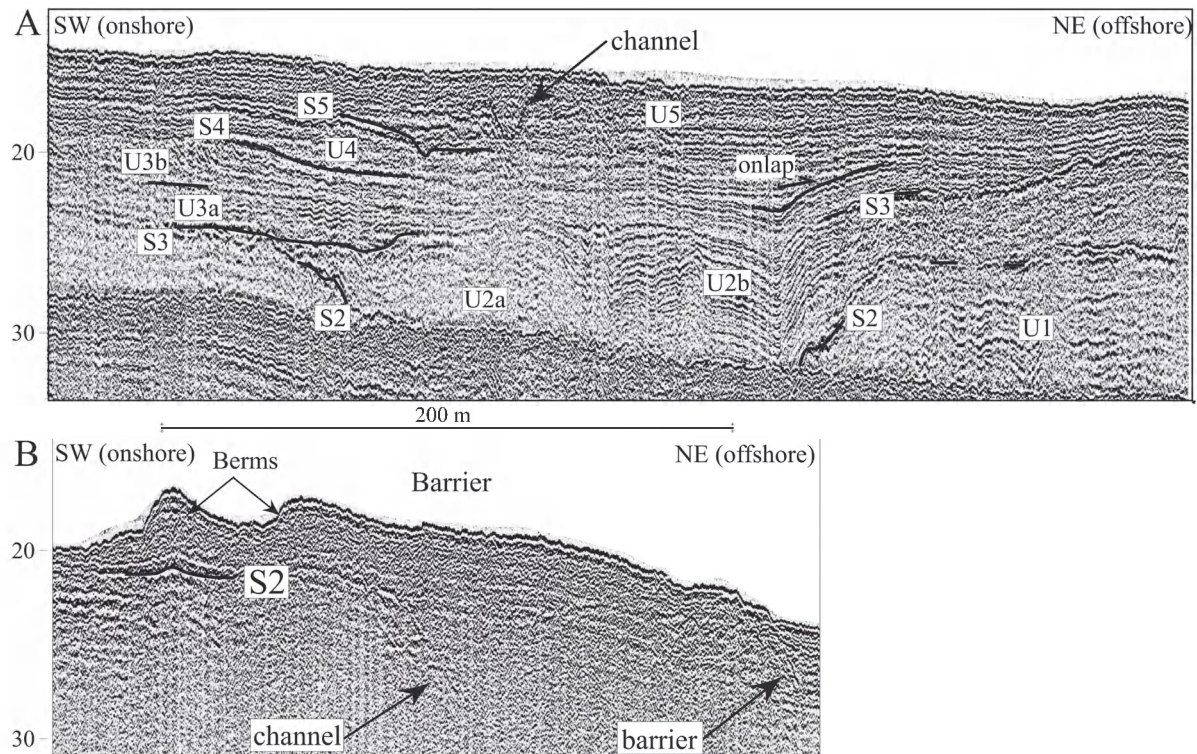 A
SW (onshore)
NE (offshore)
channel
S5
U5
S4
U4
20
U3b
onlap
U3a
S3
S3
U2b
U2a
S2
S2
30
U1
200 m
B
SW (onshore)
NE (offshore)
Berms
Barrier
20
S2
channel
barrier
30